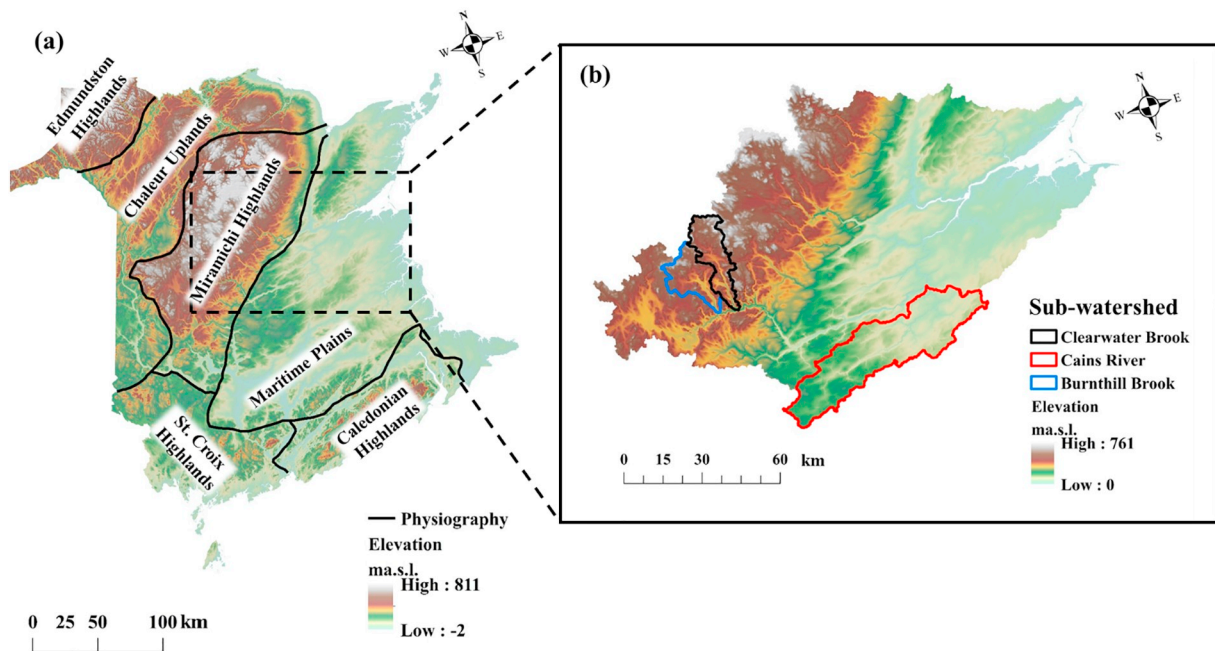 (a)
N
W
E
S
Edmundston
Highlands
Chaleur Uplands
Miramichi Highlands
Maritime Plains
St. Croix
Highlands
Caledonian
Highlands
Physiography
Elevation
ma.s.l.
High : 811
Low : -2
0 25 50 100 km
(b)
N
W
E
S
Sub-watershed
Clearwater Brook
Cains River
Burnthill Brook
Elevation
ma.s.l.
High : 761
Low : 0
0 15 30 60 km